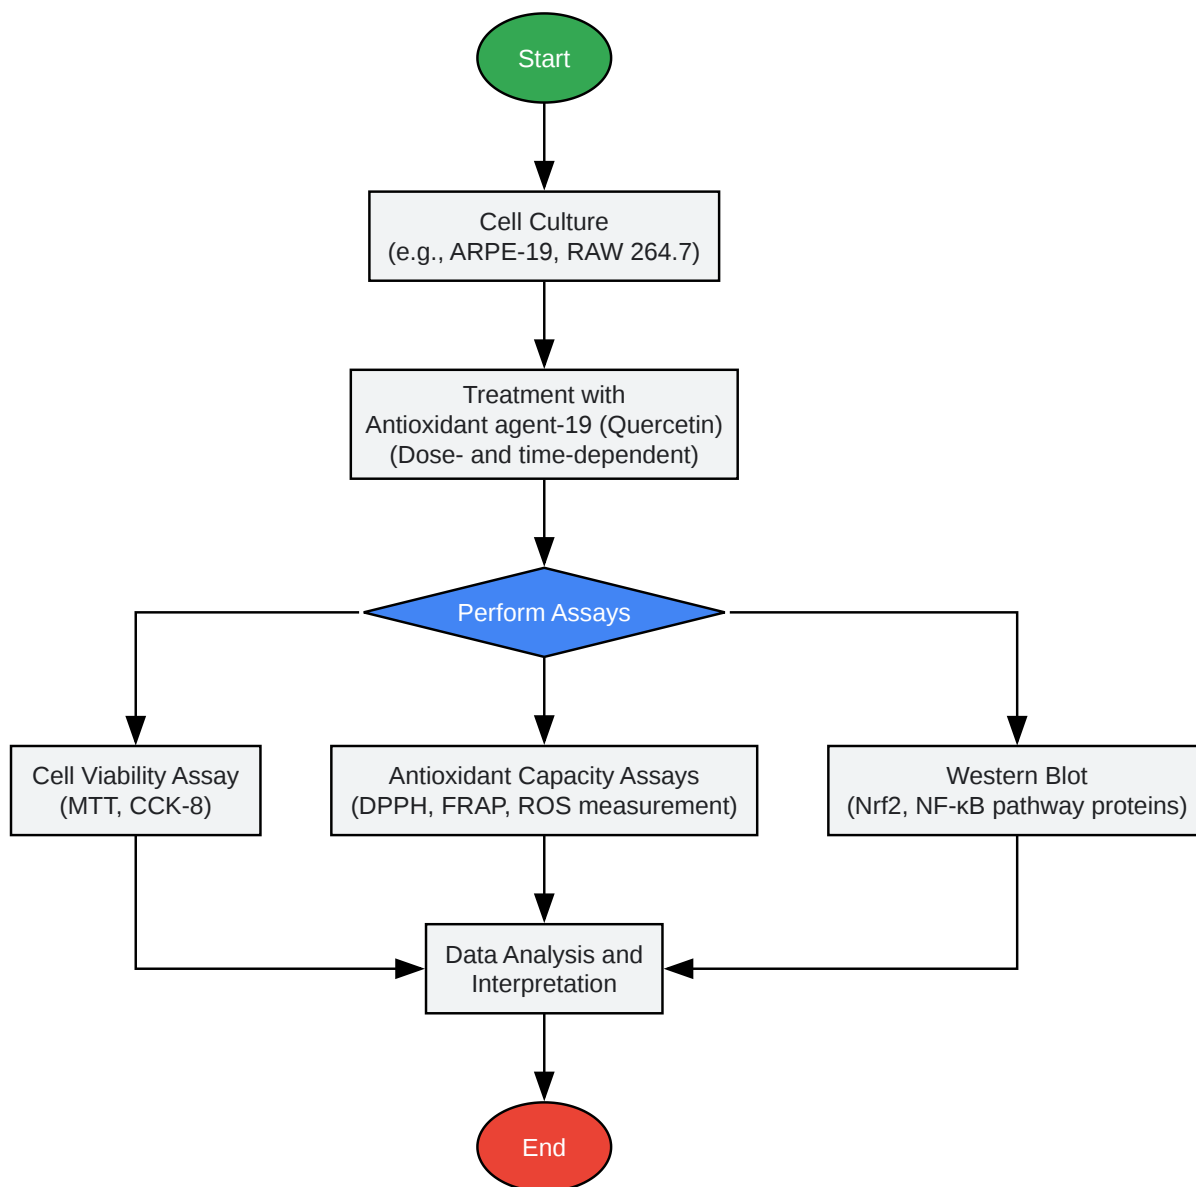 Start
Cell Culture
(e.g., ARPE-19, RAW 264.7)
Treatment with
Antioxidant agent-19 (Quercetin)
(Dose- and time-dependent)
Perform Assays
Cell Viability Assay
(MTT, CCK-8)
Antioxidant Capacity Assays
(DPPH, FRAP, ROS measurement)
Western Blot
(Nrf2, NF-κB pathway proteins)
Data Analysis and
Interpretation
End